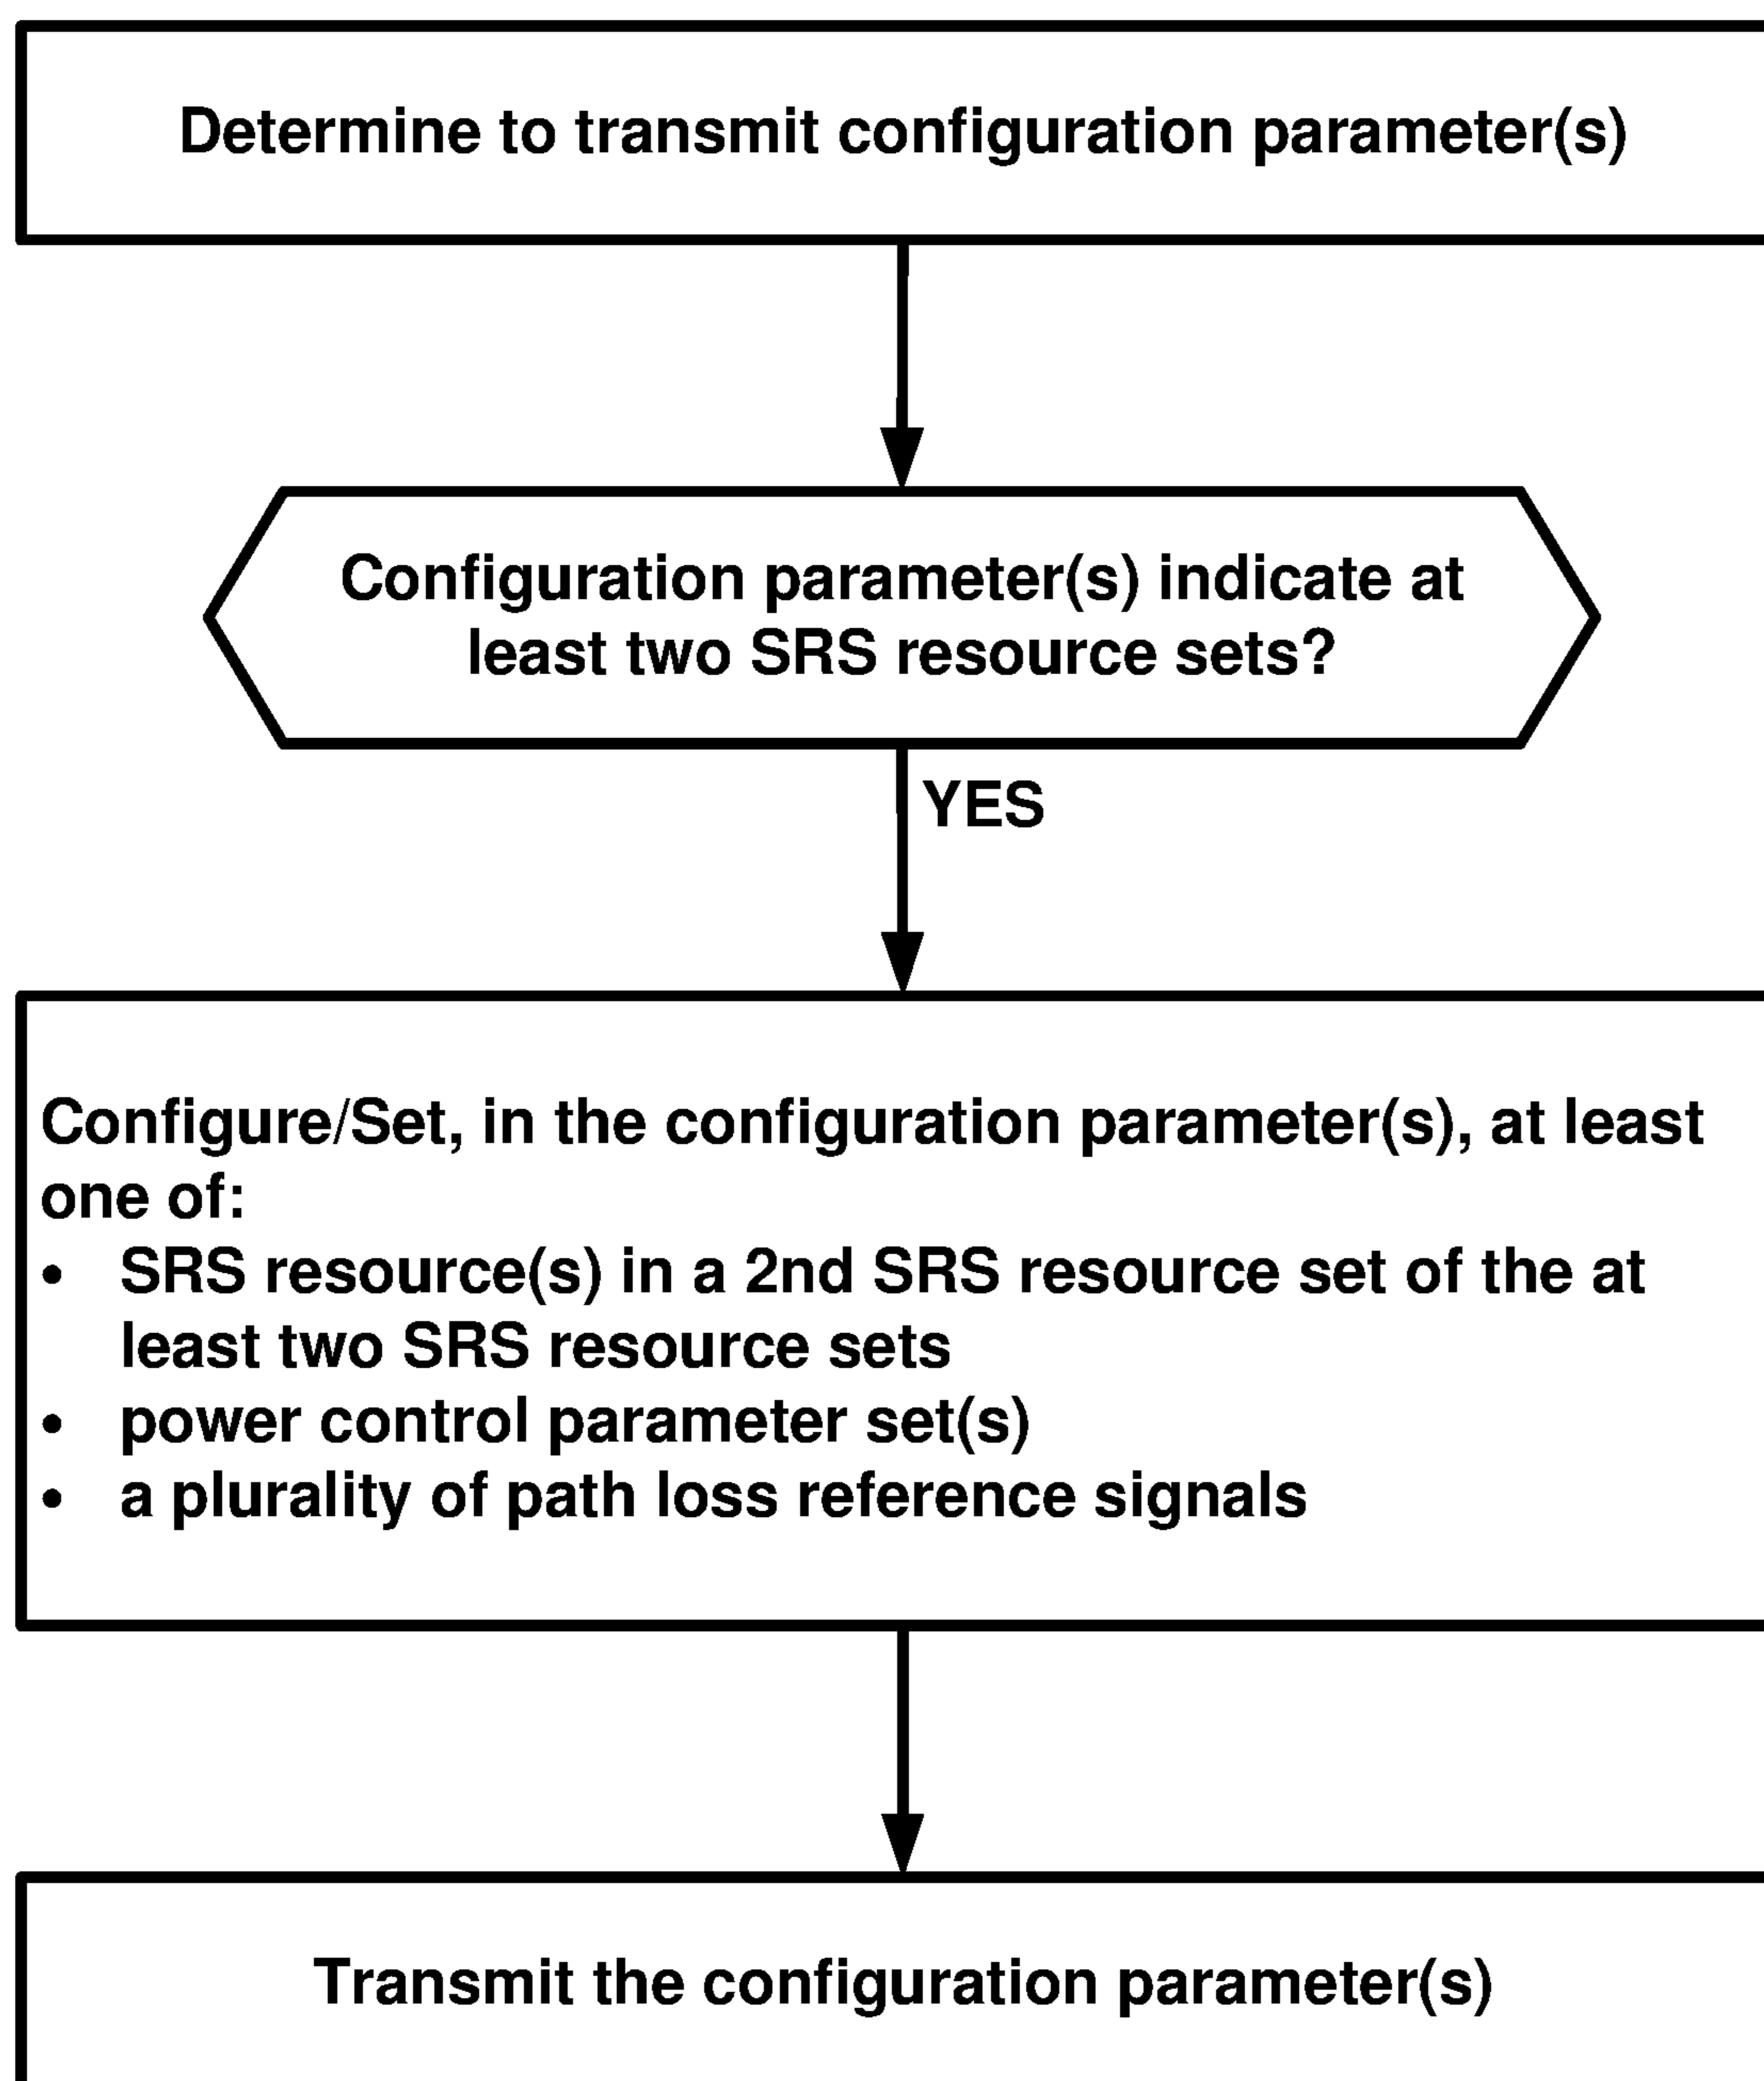 Determine to transmit configuration parameter(s)
Configuration parameter(s) indicate at
least two SRS resource sets?
YES
Configure/Set, in the configuration parameter(s), at least
one of:
• SRS resource(s) in a 2nd SRS resource set of the at
least two SRS resource sets
• power control parameter set(s)
• a plurality of path loss reference signals
Transmit the configuration parameter(s)